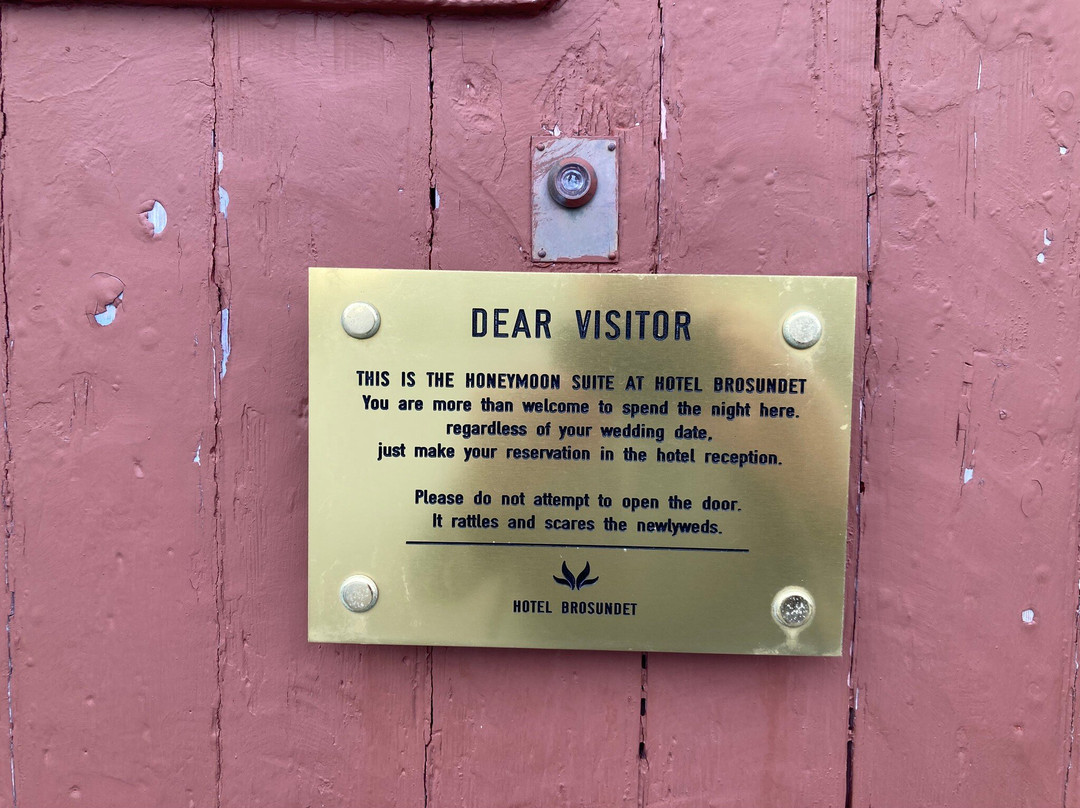 DEAR VISITOR
THIS IS THE HONEYMOON SUITE AT HOTEL BROSUNDET
You are more than welcome to spend the night here.
regardless of your wedding date,
just make your reservation in the hotel reception.
Please do not attempt to open the door.
It rattles and scares the newlyweds.
HOTEL BROSUNDET